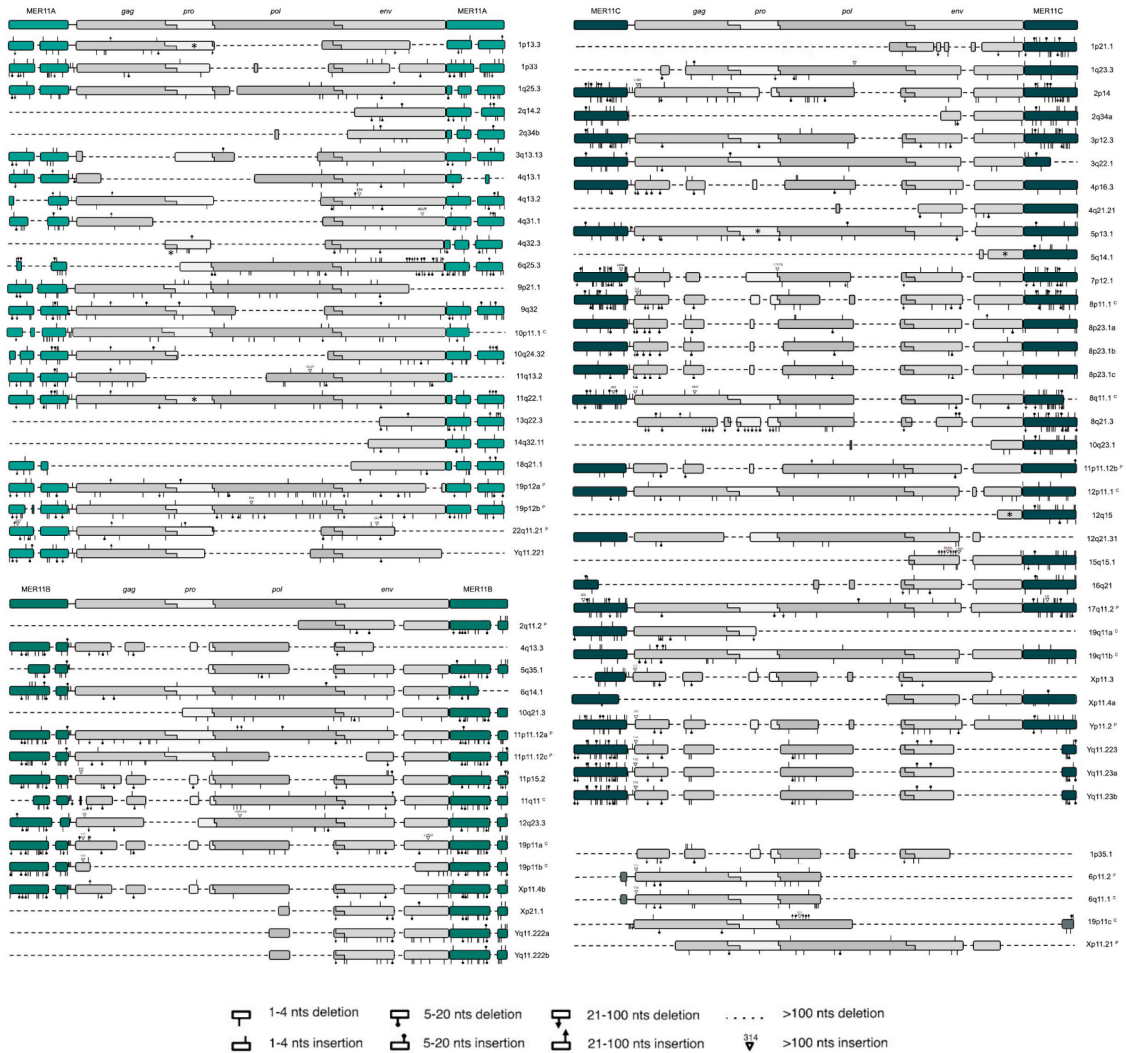 MER11A gag pro pol env MER11A
1p13.3
1p33
1q25.3
2q14.2
2q34b
3q13.13
4q13.1
4q13.2
4q31.1
4q32.3
6q25.3
9p21.1
9q32
10p11.1 C
10q24.32
11q13.2
11q22.1
13q22.3
14q32.11
18q21.1
19p12a P
19p12b P
22q11.21 P
Yq11.221
MER11B gag pro pol env MER11B
2q11.2 P
4q13.3
5q35.1
6q14.1
10q21.3
11p11.12a P
11p11.12c P
11p15.2
11q11 C
12q23.3
19p11a C
19p11b C
Xp11.4b
Xp21.1
Yq11.222a
Yq11.222b
MER11C gag pro pol env MER11C
1p21.1
1q23.3
2p14
2q34a
3p12.3
3q22.1
4p16.3
4q21.21
5p13.1
5q14.1
7p12.1
8p11.1 C
8p23.1a
8p23.1b
8p23.1c
8q11.1 C
8q21.3
10q23.1
11p11.12b P
12p11.1 C
12q15
12q21.31
15q15.1
16q21
17q11.2 P
19q11a C
19q11b C
Xp11.3
Xp11.4a
Yp11.2 P
Yq11.223
Yq11.23a
Yq11.23b
1p35.1
6p11.2 P
6q11.1 C
19p11c C
Xp11.21 P
1-4 nts deletion 5-20 nts deletion 21-100 nts deletion >100 nts deletion
1-4 nts insertion 5-20 nts insertion 21-100 nts insertion 314 >100 nts insertion